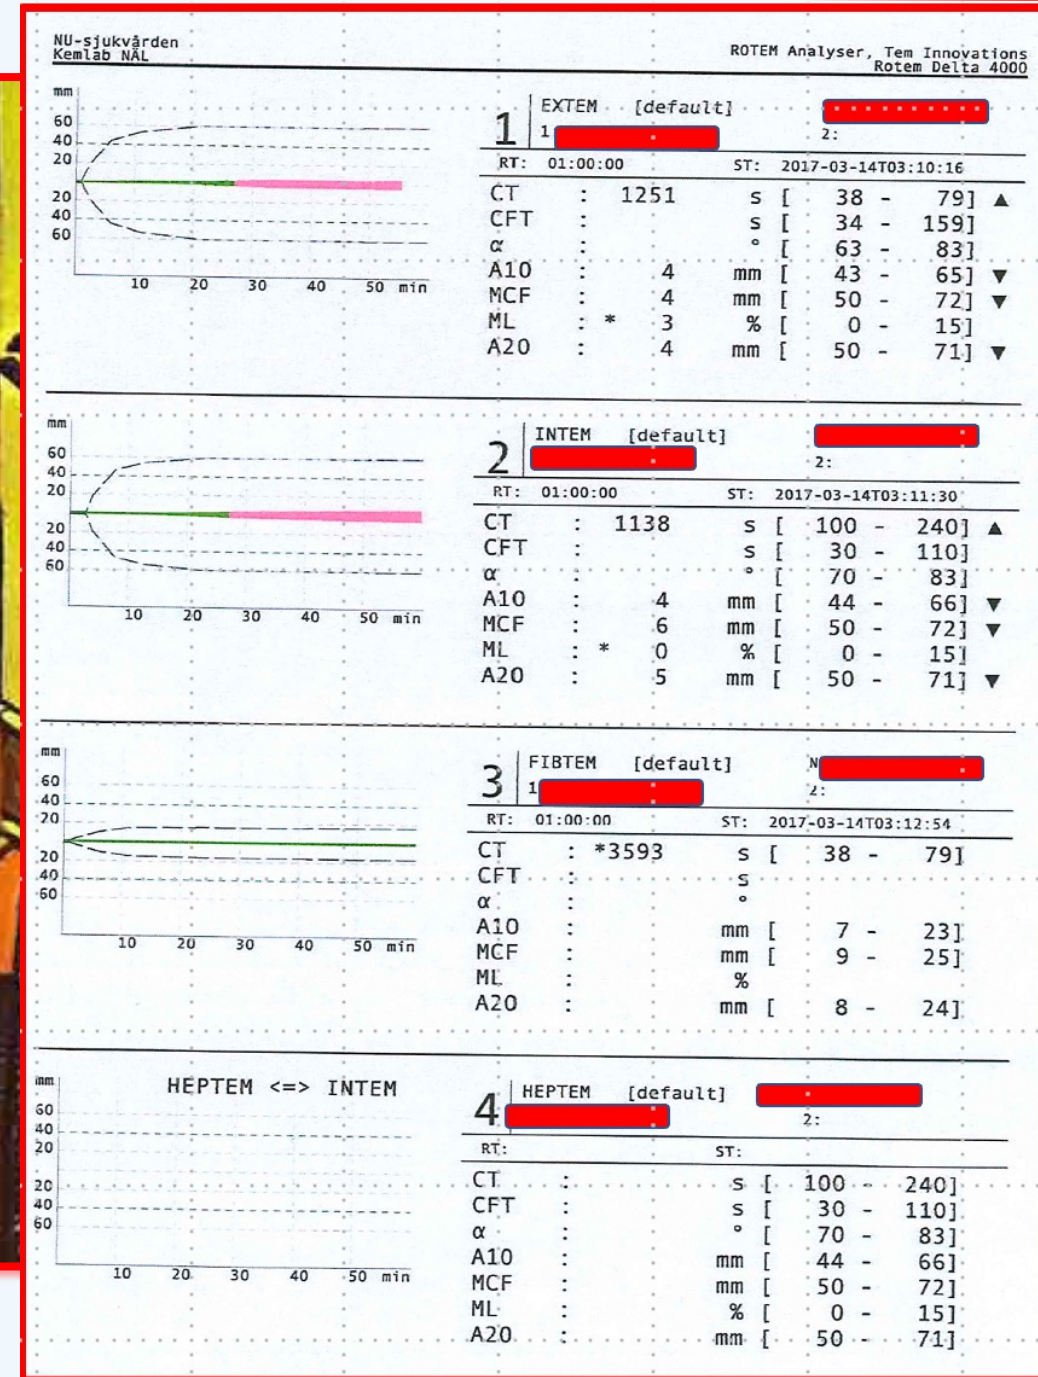 NU-sjukvården
Kemlab NÄL
ROTEM Analyser, Tem Innovations
Rotem Delta 4000
mm
60
40
20
20
40
60
10 20 30 40 50 min
1 EXTEM [default]
1
2:
RT: 01:00:00 ST: 2017-03-14T03:10:16
CT : 1251 s [ 38 - 79] ▲
CFT : s [ 34 - 159]
α : ° [ 63 - 83]
A10 : 4 mm [ 43 - 65] ▼
MCF : 4 mm [ 50 - 72] ▼
ML : * 3 % [ 0 - 15]
A20 : 4 mm [ 50 - 71] ▼
mm
60
40
20
20
40
60
10 20 30 40 50 min
2 INTEM [default]
2:
RT: 01:00:00 ST: 2017-03-14T03:11:30
CT : 1138 s [ 100 - 240] ▲
CFT : s [ 30 - 110]
α : ° [ 70 - 83]
A10 : 4 mm [ 44 - 66] ▼
MCF : 6 mm [ 50 - 72] ▼
ML : * 0 % [ 0 - 15]
A20 : 5 mm [ 50 - 71] ▼
mm
60
40
20
20
40
60
10 20 30 40 50 min
3 FIBTEM [default] N
1
2:
RT: 01:00:00 ST: 2017-03-14T03:12:54
CT : *3593 s [ 38 - 79]
CFT : s
α : °
A10 : mm [ 7 - 23]
MCF : mm [ 9 - 25]
ML : %
A20 : mm [ 8 - 24]
mm
60
40
20
20
40
60
10 20 30 40 50 min
HEPTEM <=> INTEM
4 HEPTEM [default]
2:
RT: ST:
CT : s [ 100 - 240]
CFT : s [ 30 - 110]
α : ° [ 70 - 83]
A10 : mm [ 44 - 66]
MCF : mm [ 50 - 72]
ML : % [ 0 - 15]
A20 : mm [ 50 - 71]